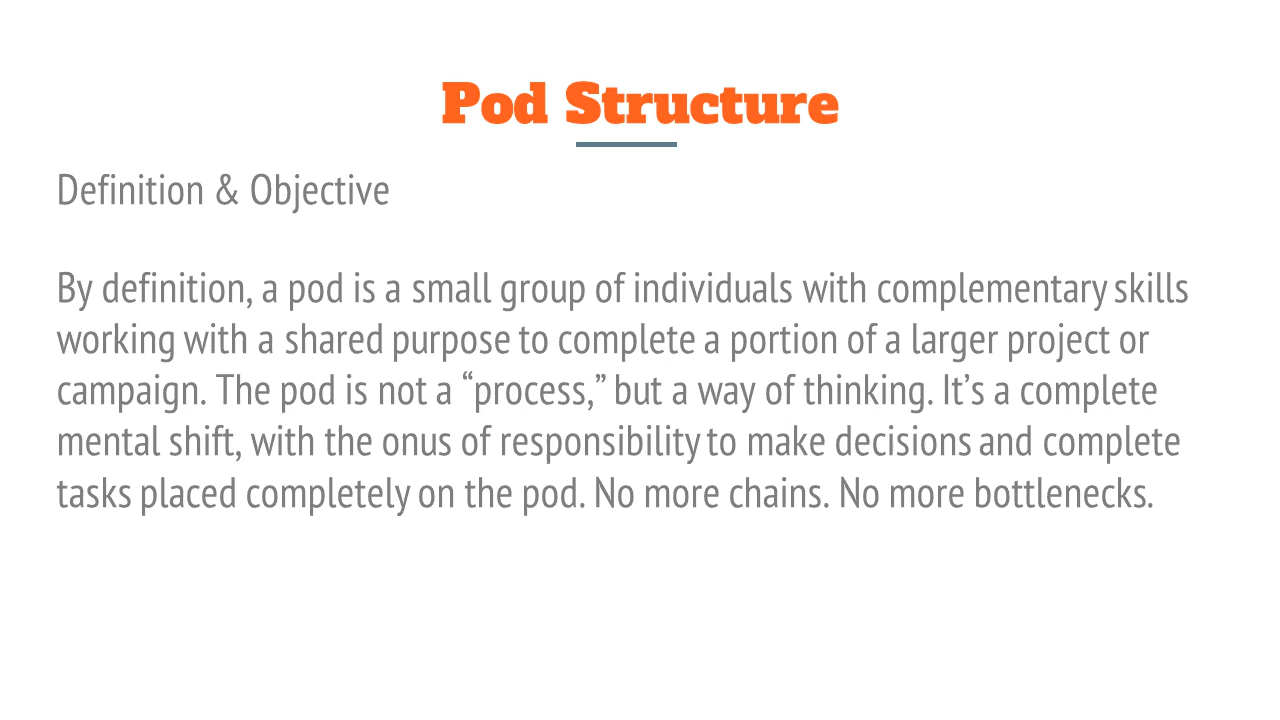 Pod Structure
Definition & Objective
By definition, a pod is a small group of individuals with complementary skills
working with a shared purpose to complete a portion of a larger project or
campaign. The pod is not a “process,” but a way of thinking. It’s a complete
mental shift, with the onus of responsibility to make decisions and complete
tasks placed completely on the pod. No more chains. No more bottlenecks.